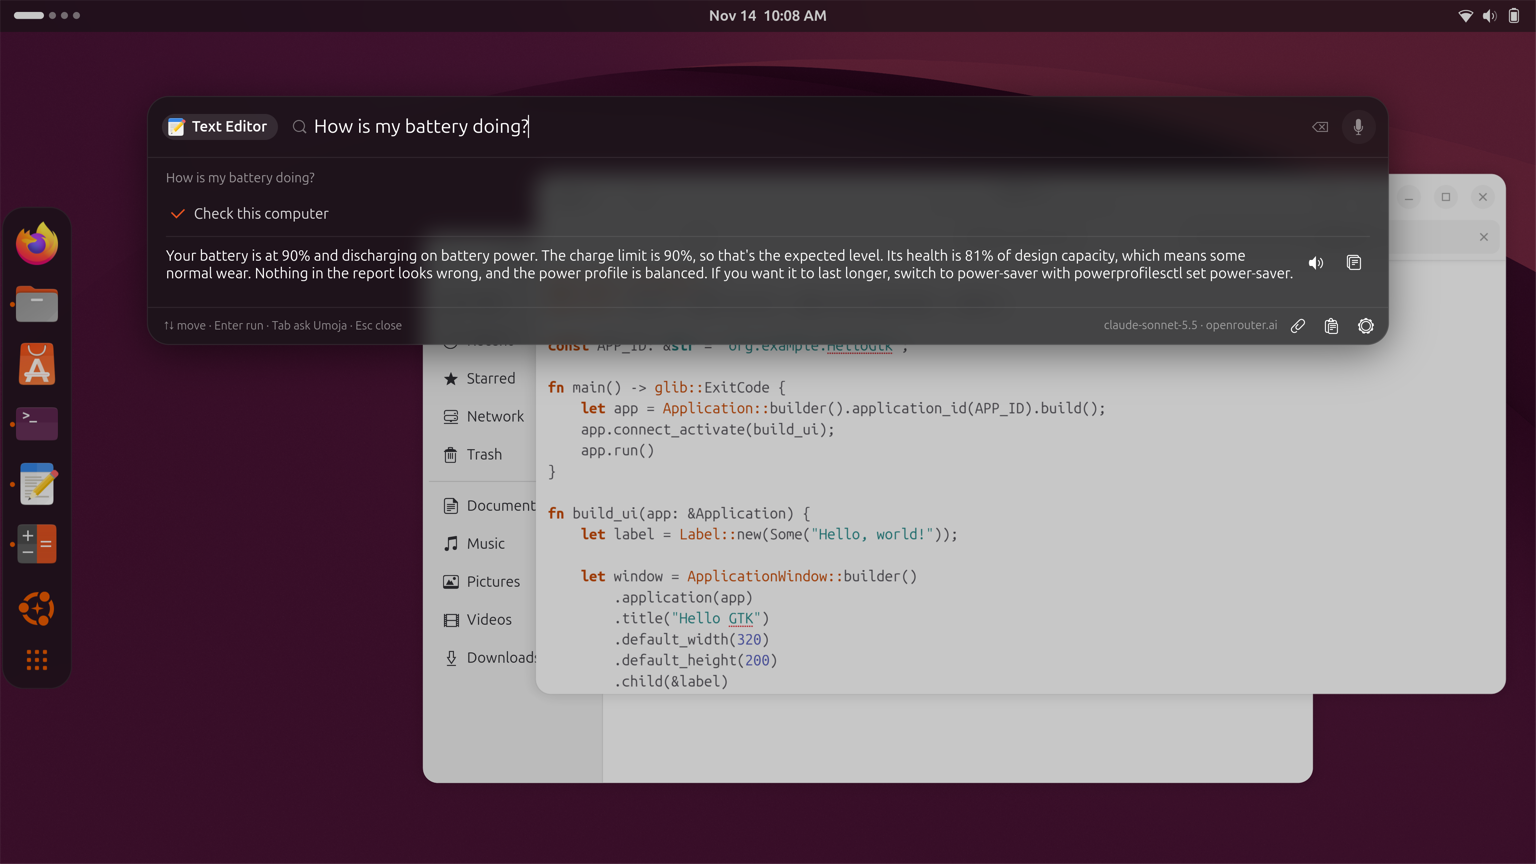 Nov 14 10:08 AM
Text Editor
How is my battery doing?
How is my battery doing?
Check this computer
Your battery is at 90% and discharging on battery power. The charge limit is 90%, so that's the expected level. Its health is 81% of design capacity, which means some
normal wear. Nothing in the report looks wrong, and the power profile is balanced. If you want it to last longer, switch to power-saver with powerprofilesctl set power-saver.
↑↓ move · Enter run · Tab ask Umoja · Esc close
claude-sonnet-5.5 · openrouter.ai
Starred
Network
Trash
Document
Music
Pictures
Videos
Downloads
const APP_ID: &str = "org.example.HelloGtk";
fn main() -> glib::ExitCode {
    let app = Application::builder().application_id(APP_ID).build();
    app.connect_activate(build_ui);
    app.run()
}
fn build_ui(app: &Application) {
    let label = Label::new(Some("Hello, world!"));
    let window = ApplicationWindow::builder()
        .application(app)
        .title("Hello GTK")
        .default_width(320)
        .default_height(200)
        .child(&label)